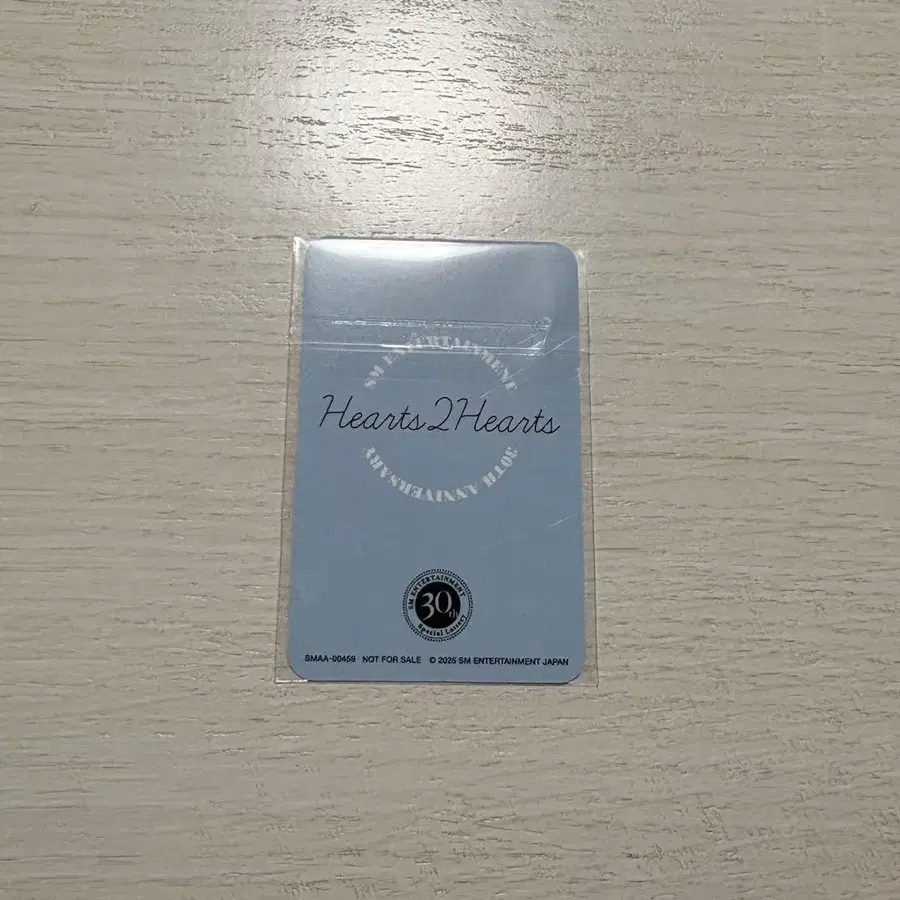 SM ENTERTAINMENT
Hearts2Hearts
30TH ANNIVERSARY
SM ENTERTAINMENT
30th
Special Lottery
SMAA-00459 NOT FOR SALE © 2025 SM ENTERTAINMENT JAPAN